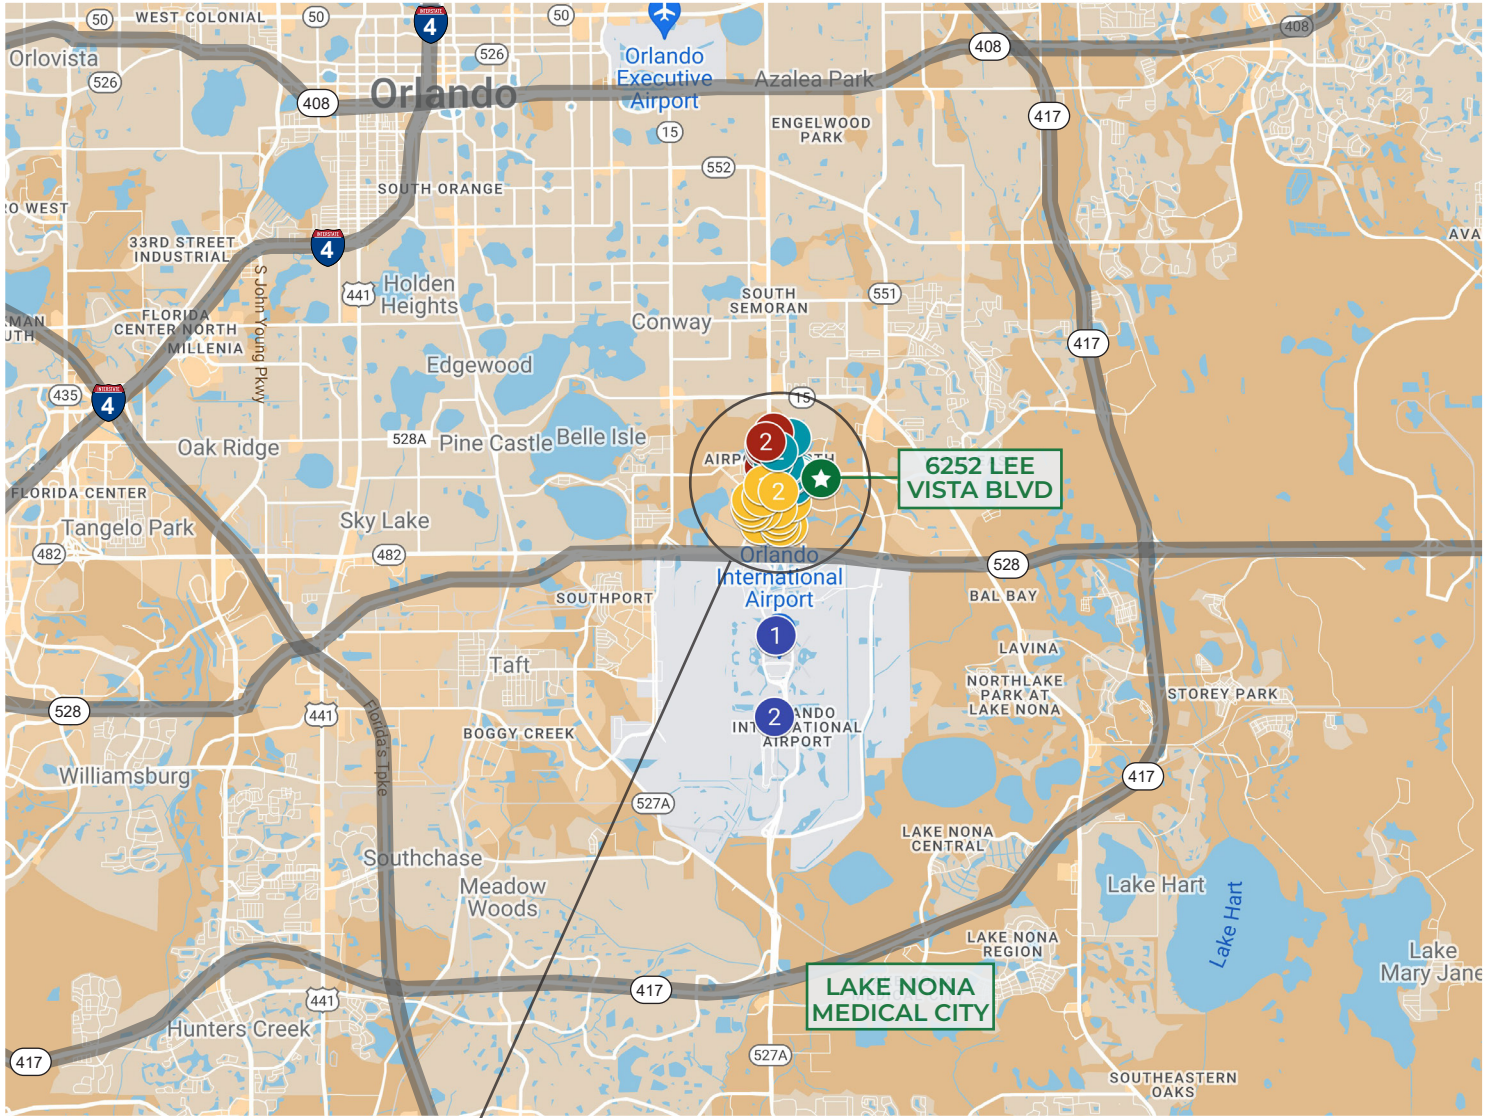 50
WEST COLONIAL
50
INTERSTATE
4
50
Orlovista
526
526
Orlando
Executive
Airport
408
408
Azalea Park
408
Orlando
417
15
ENGELWOOD
PARK
552
SOUTH ORANGE
RO WEST
33RD STREET
INDUSTRIAL
INTERSTATE
4
AVA
S John Young Pkwy
441
Holden
Heights
SOUTH
SEMORAN
551
FLORIDA
CENTER NORTH
Conway
MILLENIA
417
Edgewood
435
INTERSTATE
4
15
Oak Ridge
528A
Pine Castle
Belle Isle
2
6252 LEE
VISTA BLVD
2
FLORIDA CENTER
Tangelo Park
Sky Lake
482
482
Orlando
International
Airport
528
SOUTHPORT
BAL BAY
1
Taft
LAVINA
NORTHLAKE
PARK AT
LAKE NONA
STOREY PARK
528
441
Florida's Tpke
2
INTERNATIONAL
AIRPORT
BOGGY CREEK
Williamsburg
417
527A
LAKE NONA
CENTRAL
Southchase
Meadow
Woods
Lake Hart
Lake Hart
LAKE NONA
REGION
Lake
Mary Jane
417
441
LAKE NONA
MEDICAL CITY
Hunters Creek
417
527A
SOUTHEASTERN
OAKS